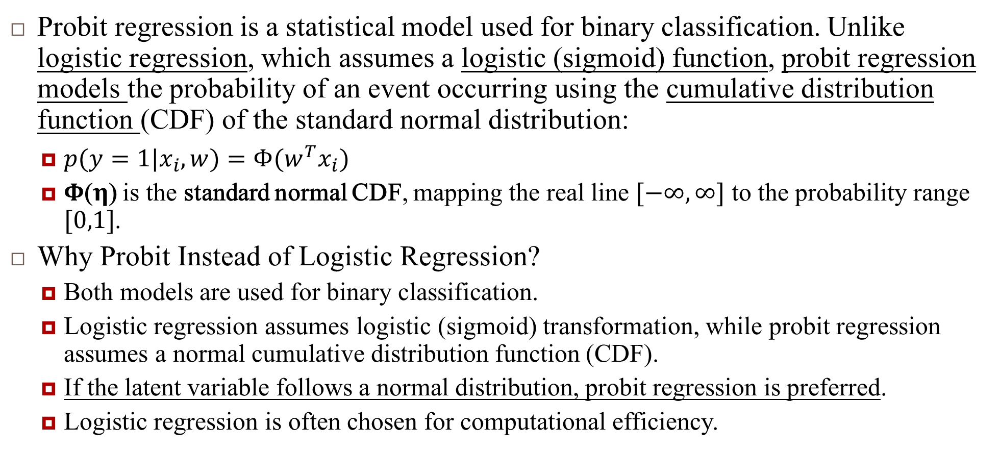 Probit regression is a statistical model used for binary classification. Unlike
logistic regression, which assumes a logistic (sigmoid) function, probit regression
models the probability of an event occurring using the cumulative distribution
function (CDF) of the standard normal distribution:
p(y = 1|xᵢ, w) = Φ(wᵀxᵢ)
Φ(η) is the standard normal CDF, mapping the real line [−∞, ∞] to the probability range
[0,1].
Why Probit Instead of Logistic Regression?
Both models are used for binary classification.
Logistic regression assumes logistic (sigmoid) transformation, while probit regression
assumes a normal cumulative distribution function (CDF).
If the latent variable follows a normal distribution, probit regression is preferred.
Logistic regression is often chosen for computational efficiency.